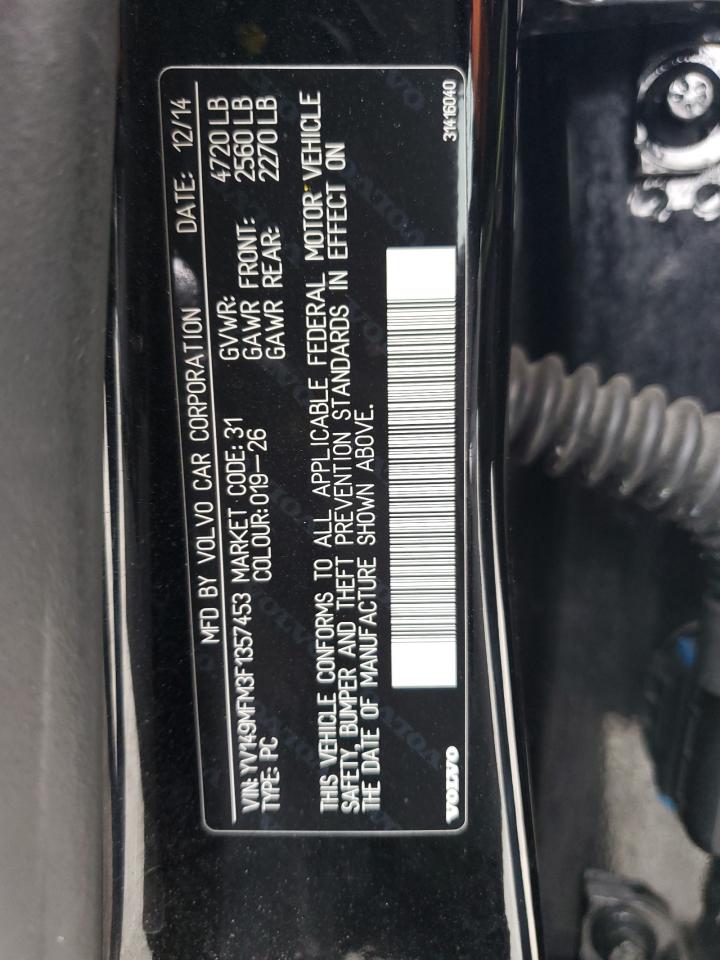 MFD BY VOLVO CAR CORPORATION DATE: 12/14
VIN: YV149MFM3F1357453 MARKET CODE: 31 GVWR: 4720 LB
TYPE: PC COLOUR: 019-26 GAWR FRONT: 2560 LB
GAWR REAR: 2270 LB
THIS VEHICLE CONFORMS TO ALL APPLICABLE FEDERAL MOTOR VEHICLE
SAFETY, BUMPER AND THEFT PREVENTION STANDARDS IN EFFECT ON
THE DATE OF MANUFACTURE SHOWN ABOVE.
VOLVO 31416040